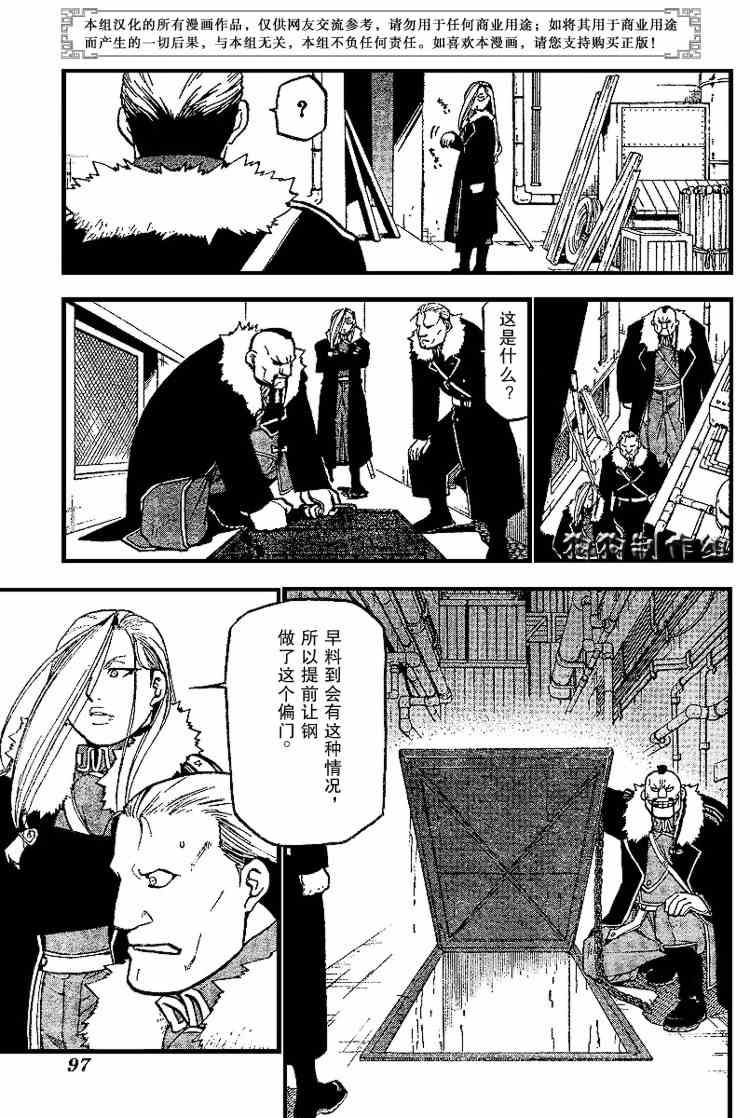 本组汉化的所有漫画作品，仅供网友交流参考，请勿用于任何商业用途；如将其用于商业用途
而产生的一切后果，与本组无关，本组不负任何责任。如喜欢本漫画，请您支持购买正版！
？
这是什么？
狗狗制作组
早料到会有这种情况，
所以提前让钢
做了这个偏门。
97